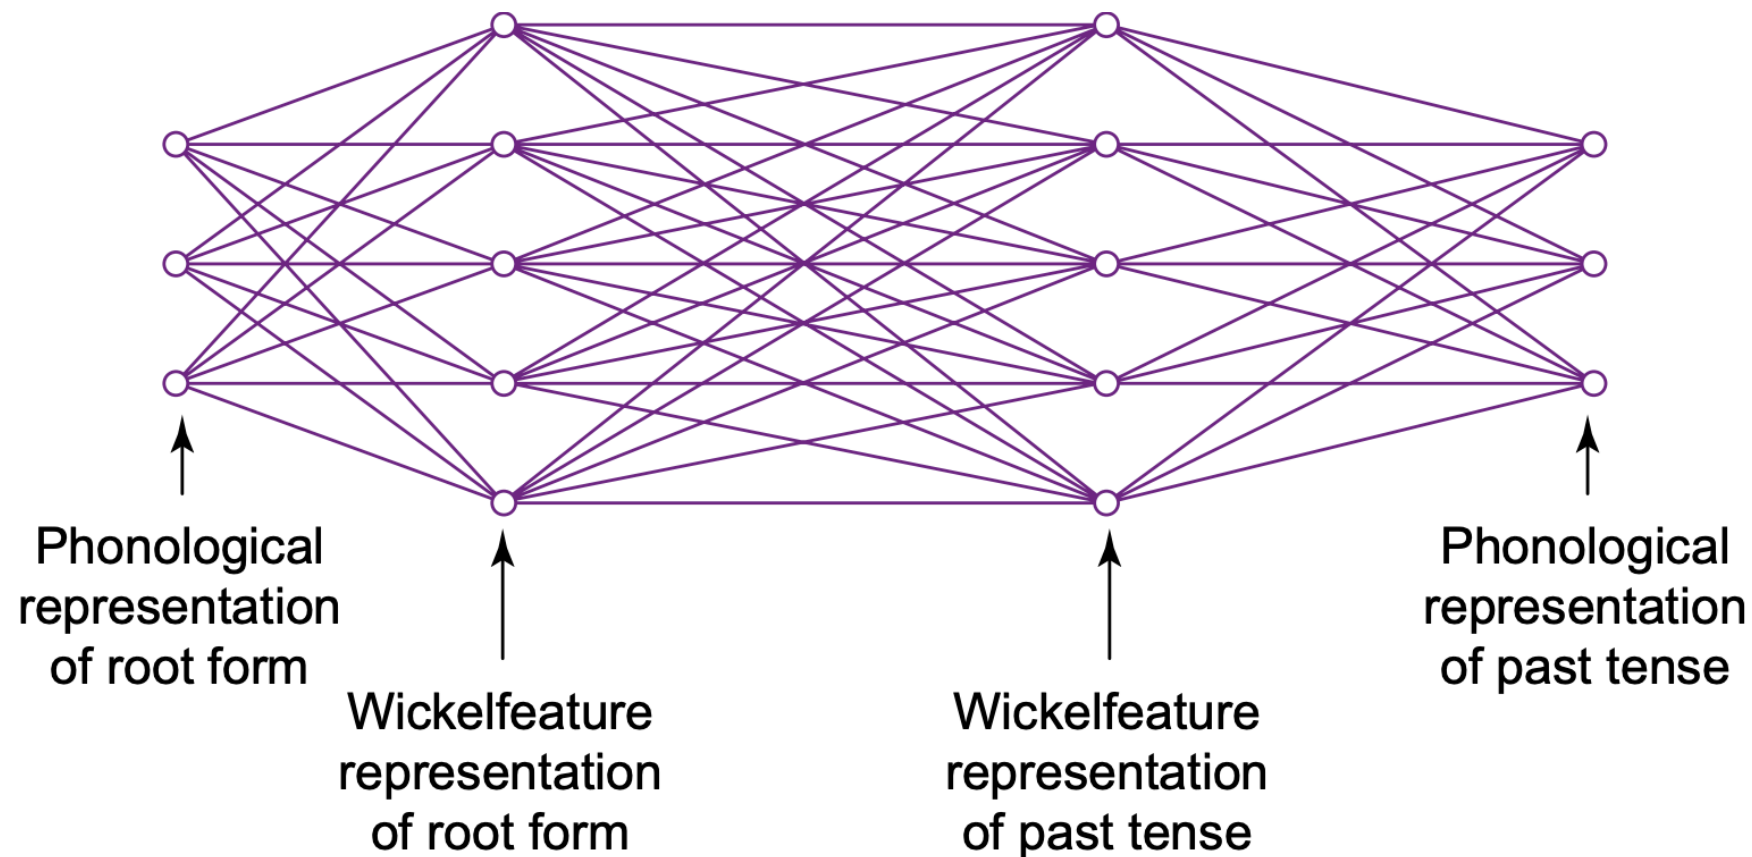 Phonological
representation
of root form
Wickelfeature
representation
of root form
Wickelfeature
representation
of past tense
Phonological
representation
of past tense